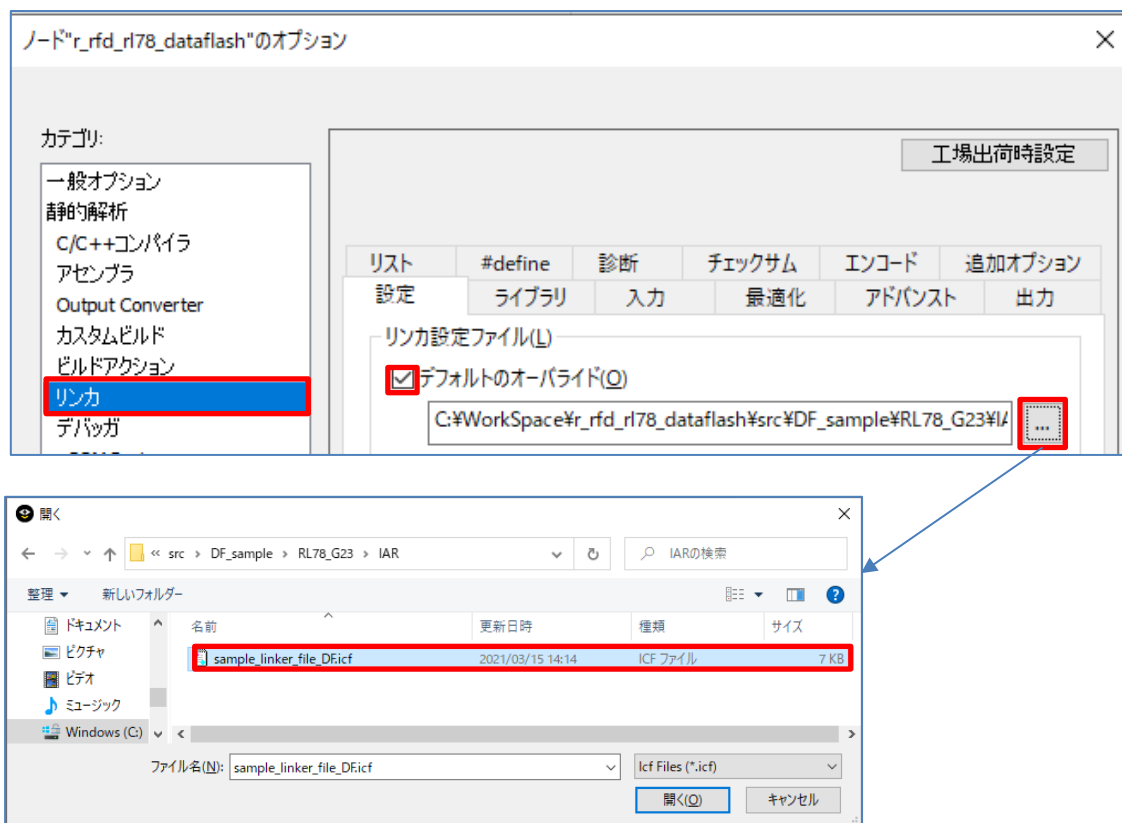 ノード"r_rfd_rl78_dataflash"のオプション
カテゴリ:
工場出荷時設定
一般オプション
静的解析
C/C++コンパイラ
アセンブラ
Output Converter
カスタムビルド
ビルドアクション
リンカ
デバッガ
リスト #define 診断 チェックサム エンコード 追加オプション
設定 ライブラリ 入力 最適化 アドバンスト 出力
リンカ設定ファイル(L)
デフォルトのオーバライド(O)
C:¥WorkSpace¥r_rfd_rl78_dataflash¥src¥DF_sample¥RL78_G23¥IA
...
開く
« src › DF_sample › RL78_G23 › IAR
IARの検索
整理 新しいフォルダー
名前 更新日時 種類 サイズ
ドキュメント
ピクチャ
ビデオ
ミュージック
Windows (C:)
sample_linker_file_DF.icf 2021/03/15 14:14 ICF ファイル 7 KB
ファイル名(N): sample_linker_file_DF.icf Icf Files (*.icf)
開く(O) キャンセル